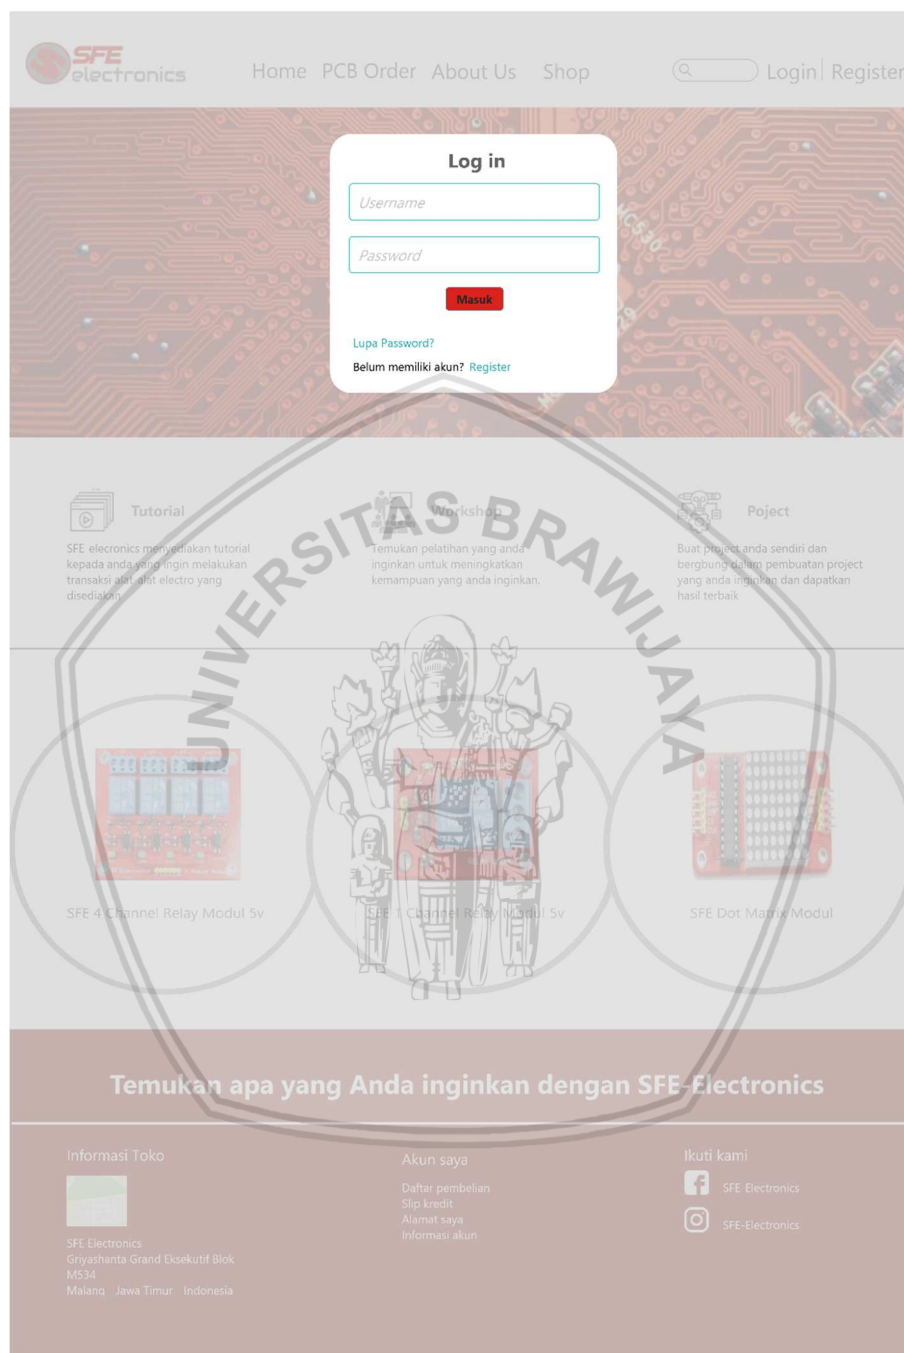 SFE
electronics
Home PCB Order About Us Shop Login Register
Log in
Username
Password
Masuk
Lupa Password?
Belum memiliki akun? Register
MC530
UNIVERSITAS BRAWIJAYA
Tutorial
SFE elecronics menyediakan tutorial
kepada anda yang ingin melakukan
transaksi alat-alat electro yang
disediakan
Workshop
Temukan pelatihan yang anda
inginkan untuk meningkatkan
kemampuan yang anda inginkan.
Poject
Buat project anda sendiri dan
bergbung dalam pembuatan project
yang anda inginkan dan dapatkan
hasil terbaik
SFE 4 Channel Relay Modul 5v
SFE 1 Channel Relay Modul 5v
SFE Dot Matrix Modul
Temukan apa yang Anda inginkan dengan SFE-Electronics
Informasi Toko
SFE Electronics
Griyashanta Grand Eksekutif Blok
M534
Malang Jawa Timur Indonesia
Akun saya
Daftar pembelian
Slip kredit
Alamat saya
Informasi akun
Ikuti kami
SFE Electronics
SFE-Electronics